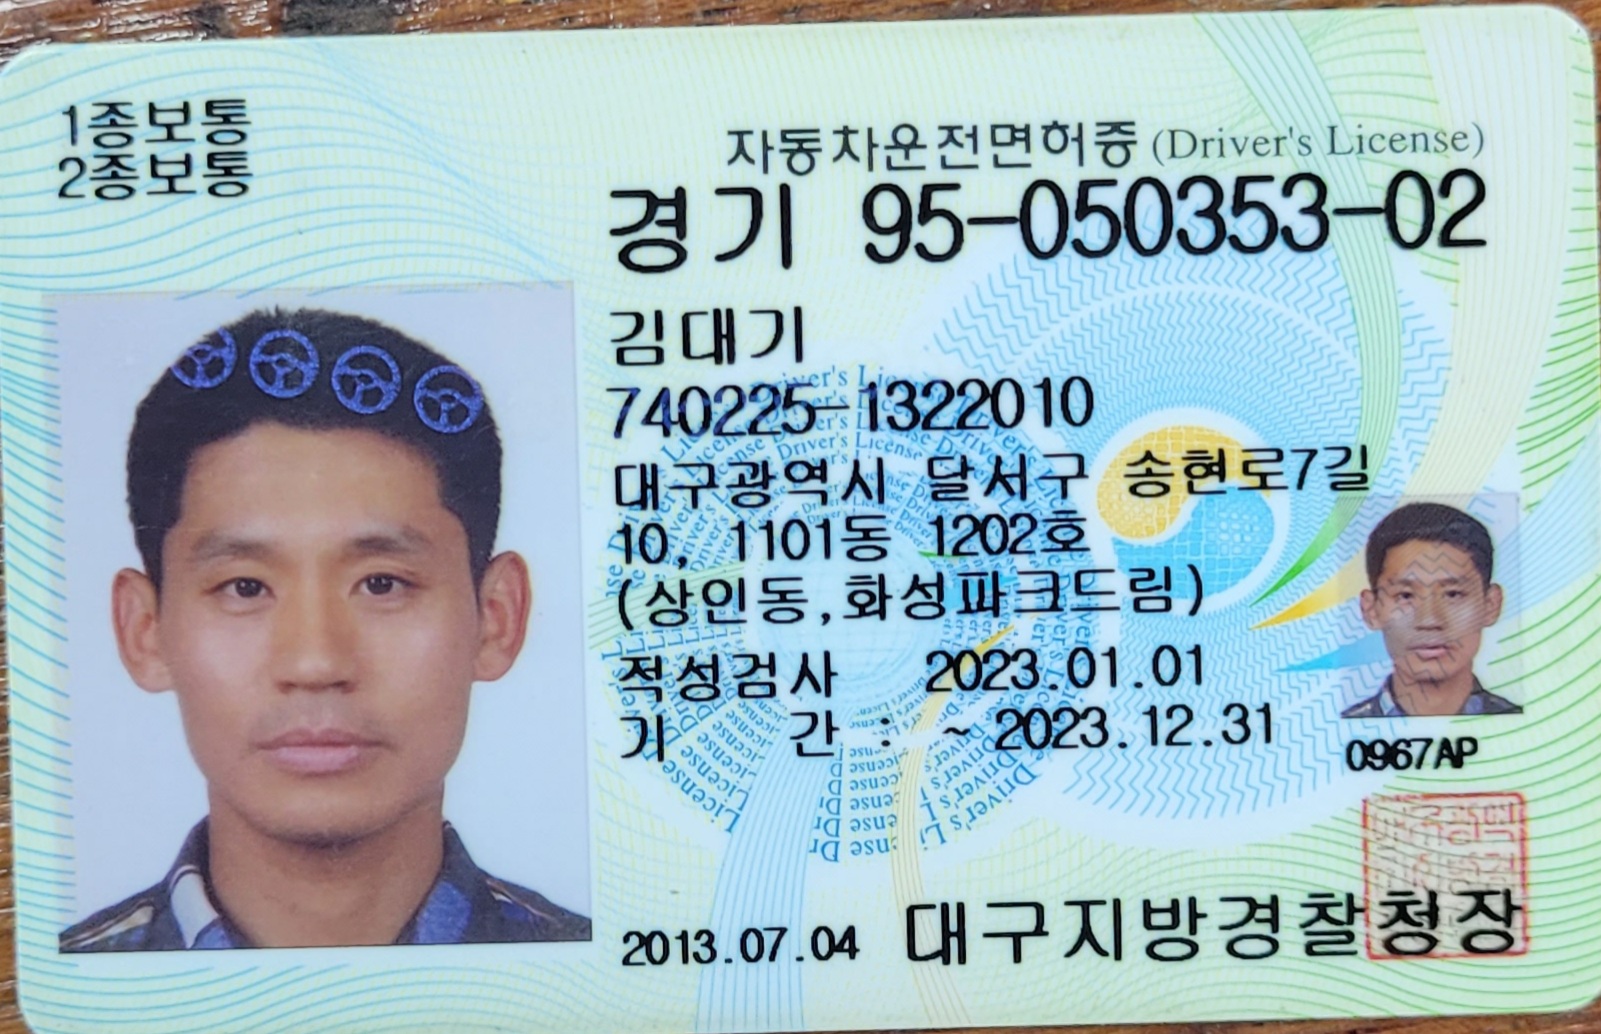 1종보통
2종보통
자동차운전면허증 (Driver's License)
경기 95-050353-02
김대기
740225-1322010
대구광역시 달서구 송현로7길
10, 1101동 1202호
(상인동,화성파크드림)
적성검사 2023.01.01
기 간 : ~ 2023.12.31
0967AP
2013.07.04 대구지방경찰청장